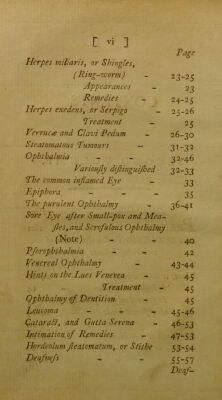 [ vi ]
Page
Herpes miliaris, or Shingles,
(Ring-worm) - 23-25
Appearances - 23
Remedies - 24-25
Herpes exedens, or Serpigo - 25-26
Treatment - 25
Verrucæ and Clavi Pedum - 26-30
Steatomatous Tumours - 31-32
Ophthalmia - - 32-46
Variouſly diſtinguiſhed 32-33
The common inflamed Eye - 33
Epiphora - - - 35
The purulent Ophthalmy - 36-41
Sore Eye after Small-pox and Mea-
ſles, and Scrofulous Ophthalmy
(Note) - - 40
Pſorophthalmia - - 42
Venereal Ophthalmy - 43-44
Hints on the Lues Venerea - 45
Treatment - 45
Ophthalmy of Dentition - 45
Leucoma - - - 45-46
Cataract, and Gutta Serena - 46-53
Intimation of Remedies - 47-53
Hordeolum ſteatomatum, or Stithe 53-54
Deafneſs - - 55-57
Deaf-